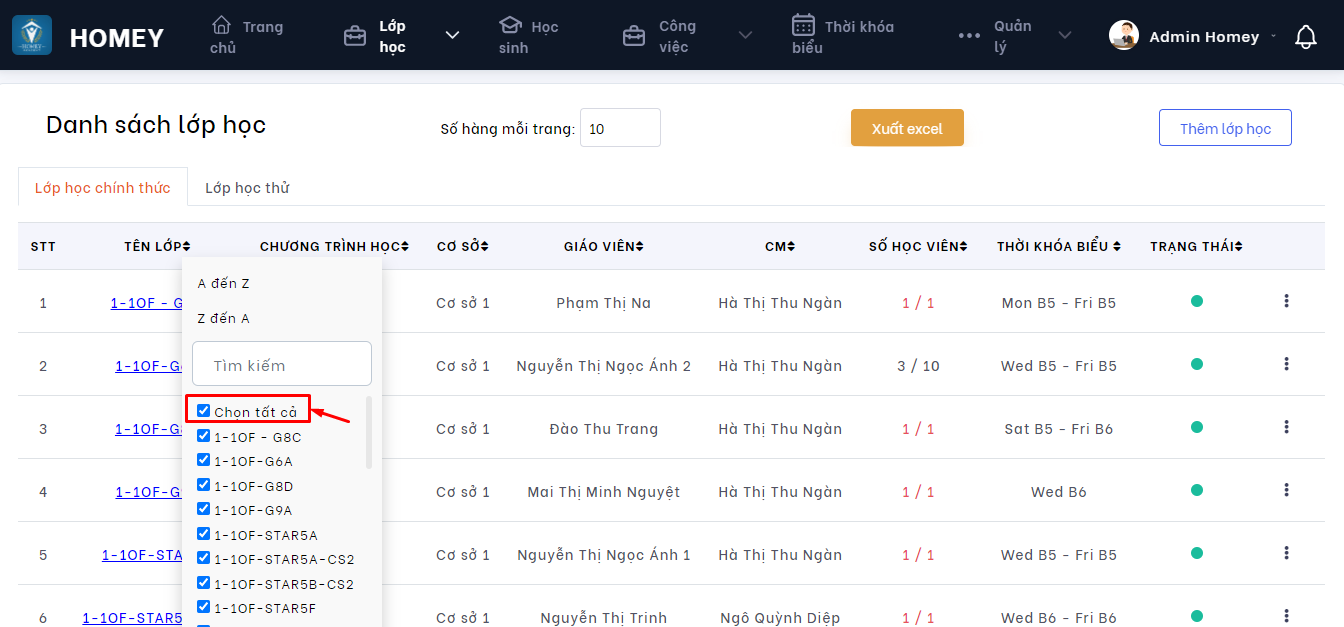 HOMEY
Trang chủ
Lớp học
Học sinh
Công việc
Thời khóa biểu
Quản lý
Admin Homey
Danh sách lớp học
Số hàng mỗi trang: 10
Xuất excel
Thêm lớp học
Lớp học chính thức
Lớp học thử
STT TÊN LỚP CHƯƠNG TRÌNH HỌC CƠ SỞ GIÁO VIÊN CM SỐ HỌC VIÊN THỜI KHÓA BIỂU TRẠNG THÁI
1 1-1OF - G Cơ sở 1 Phạm Thị Na Hà Thị Thu Ngàn 1 / 1 Mon B5 - Fri B5
2 1-1OF-G Cơ sở 1 Nguyễn Thị Ngọc Ánh 2 Hà Thị Thu Ngàn 3 / 10 Wed B5 - Fri B5
3 1-1OF-G Cơ sở 1 Đào Thu Trang Hà Thị Thu Ngàn 1 / 1 Sat B5 - Fri B6
4 1-1OF-G Cơ sở 1 Mai Thị Minh Nguyệt Hà Thị Thu Ngàn 1 / 1 Wed B6
5 1-1OF-STA Cơ sở 1 Nguyễn Thị Ngọc Ánh 1 Hà Thị Thu Ngàn 1 / 1 Wed B5 - Fri B5
6 1-1OF-STAR5 Cơ sở 1 Nguyễn Thị Trinh Ngô Quỳnh Diệp 1 / 1 Wed B6 - Fri B6
A đến Z
Z đến A
Tìm kiếm
Chọn tất cả
1-1OF - G8C
1-1OF-G6A
1-1OF-G8D
1-1OF-G9A
1-1OF-STAR5A
1-1OF-STAR5A-CS2
1-1OF-STAR5B-CS2
1-1OF-STAR5F